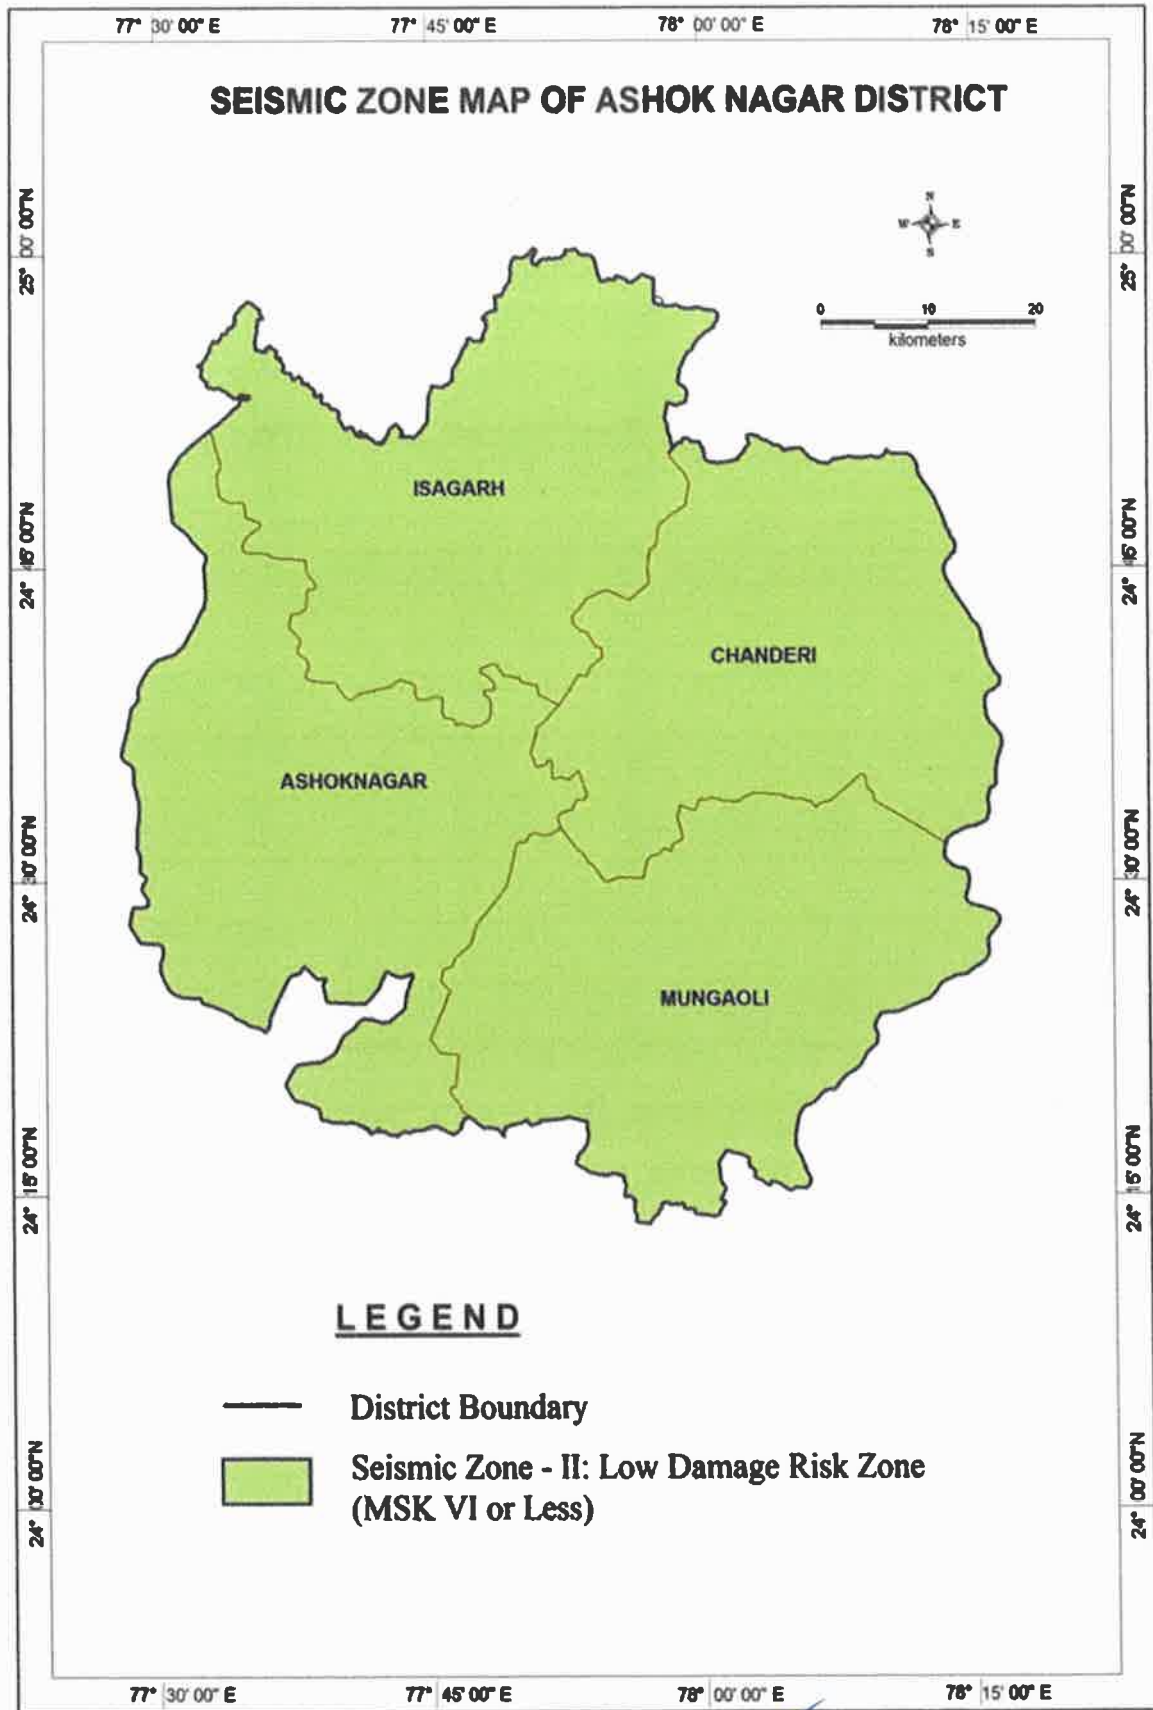 77° 30' 00" E 77° 45' 00" E 78° 00' 00" E 78° 15' 00" E
SEISMIC ZONE MAP OF ASHOK NAGAR DISTRICT
N
W E
S
0 10 20
kilometers
25° 00' 00"N 25° 00' 00"N
ISAGARH
24° 45' 00"N 24° 45' 00"N
CHANDERI
ASHOKNAGAR
24° 30' 00"N 24° 30' 00"N
MUNGAOLI
24° 15' 00"N 24° 15' 00"N
LEGEND
District Boundary
Seismic Zone - II: Low Damage Risk Zone
(MSK VI or Less)
24° 00' 00"N 24° 00' 00"N
77° 30' 00" E 77° 45' 00" E 78° 00' 00" E 78° 15' 00" E